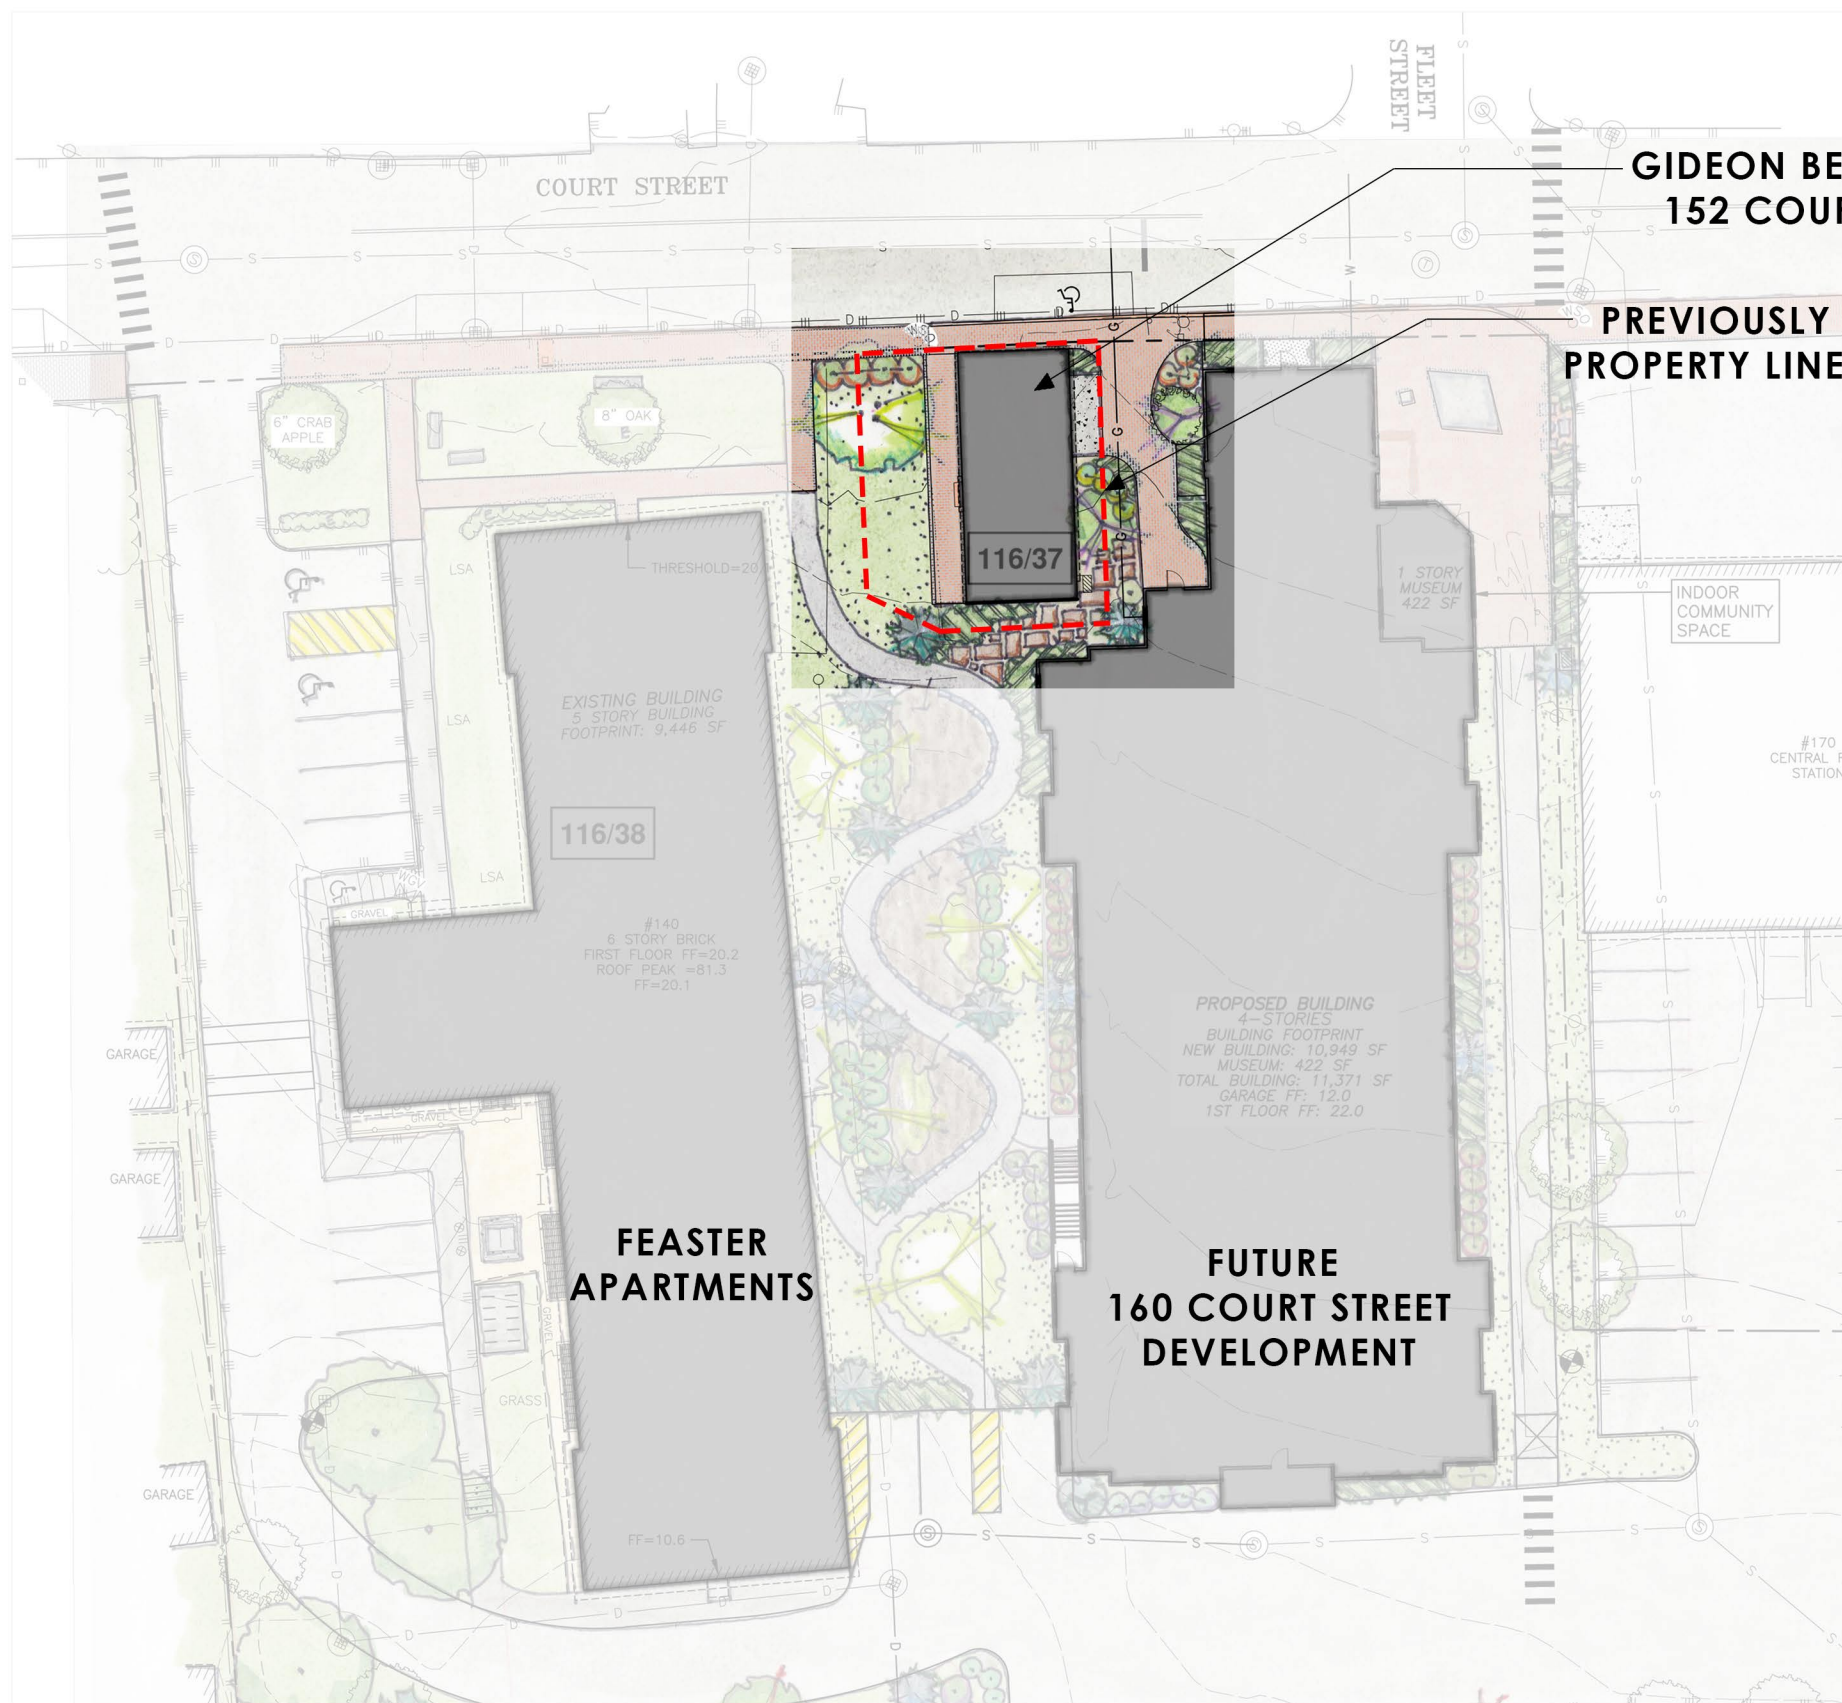 FLEET
STREET
COURT STREET
GIDEON BE
152 COU
PREVIOUSLY
PROPERTY LINE
6" CRAB
APPLE
8" OAK
E
THRESHOLD=20.
LSA
LSA
LSA
116/37
1 STORY
MUSEUM
422 SF
INDOOR
COMMUNITY
SPACE
EXISTING BUILDING
5 STORY BUILDING
FOOTPRINT: 9,446 SF
#170
CENTRAL
STATION
116/38
GRAVEL
#140
6 STORY BRICK
FIRST FLOOR FF=20.2
ROOF PEAK =81.3
FF=20.1
PROPOSED BUILDING
4-STORIES
BUILDING FOOTPRINT
NEW BUILDING: 10,949 SF
MUSEUM: 422 SF
TOTAL BUILDING: 11,371 SF
GARAGE FF: 12.0
1ST FLOOR FF: 22.0
GARAGE
GRAVEL
GARAGE
FEASTER
APARTMENTS
FUTURE
160 COURT STREET
DEVELOPMENT
GRAVEL
GRASS
GARAGE
FF=10.6